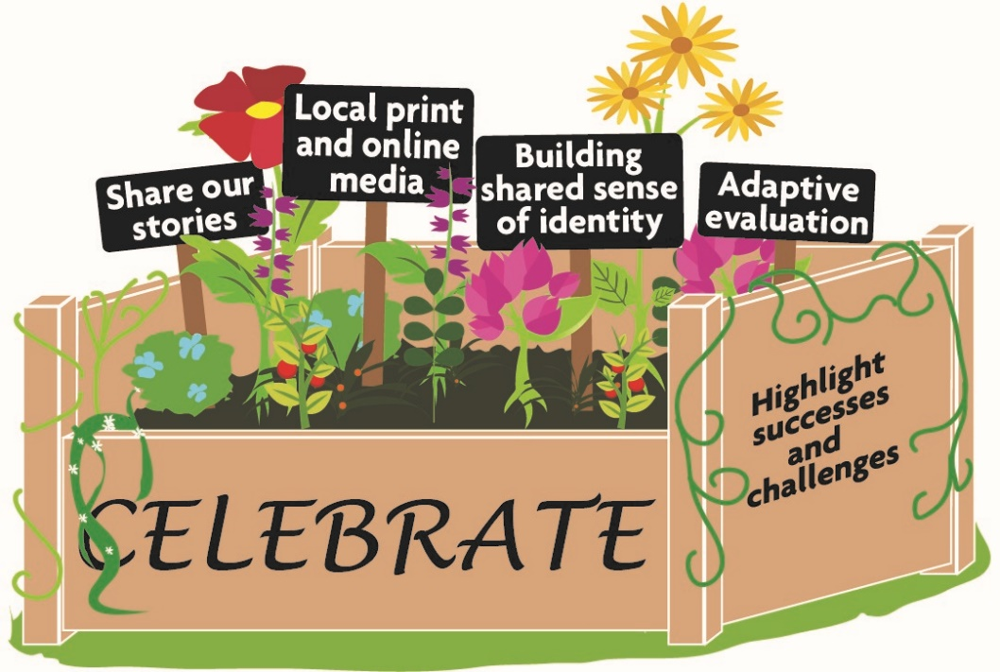 Share our
stories
Local print
and online
media
Building
shared sense
of identity
Adaptive
evaluation
CELEBRATE
Highlight
successes
and
challenges